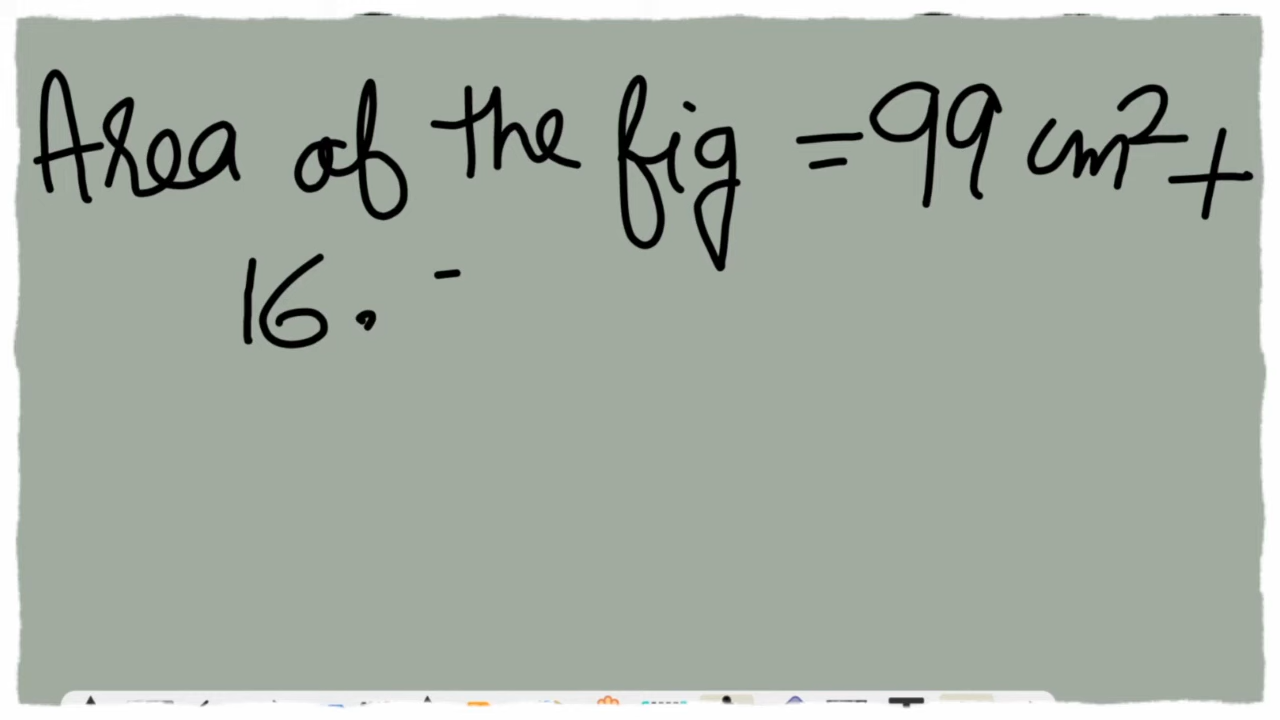 Area of the fig = 99 cm² +
16.